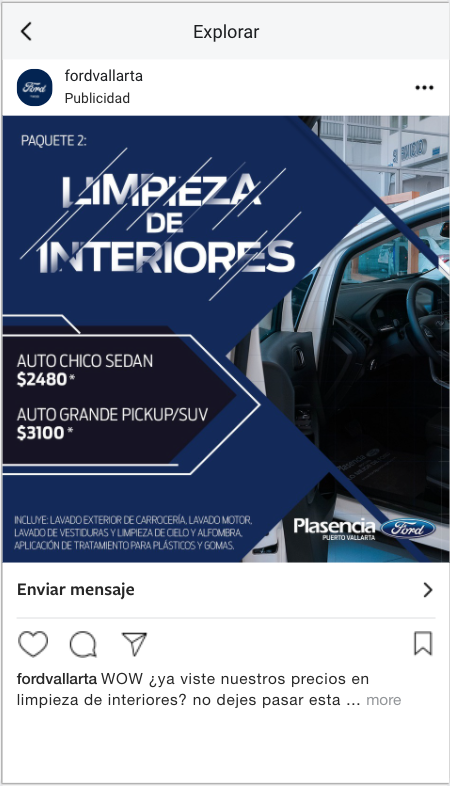 Explorar
Ford
fordvallarta
Publicidad
PAQUETE 2:
LIMPIEZA
DE
INTERIORES
AUTO CHICO SEDAN
$2480*
AUTO GRANDE PICKUP/SUV
$3100*
INCLUYE: LAVADO EXTERIOR DE CARROCERÍA, LAVADO MOTOR,
LAVADO DE VESTIDURAS Y LIMPIEZA DE CIELO Y ALFOMBRA,
APLICACIÓN DE TRATAMIENTO PARA PLÁSTICOS Y GOMAS.
Plasencia Ford
PUERTO VALLARTA
Enviar mensaje
fordvallarta WOW ¿ya viste nuestros precios en
limpieza de interiores? no dejes pasar esta ... more